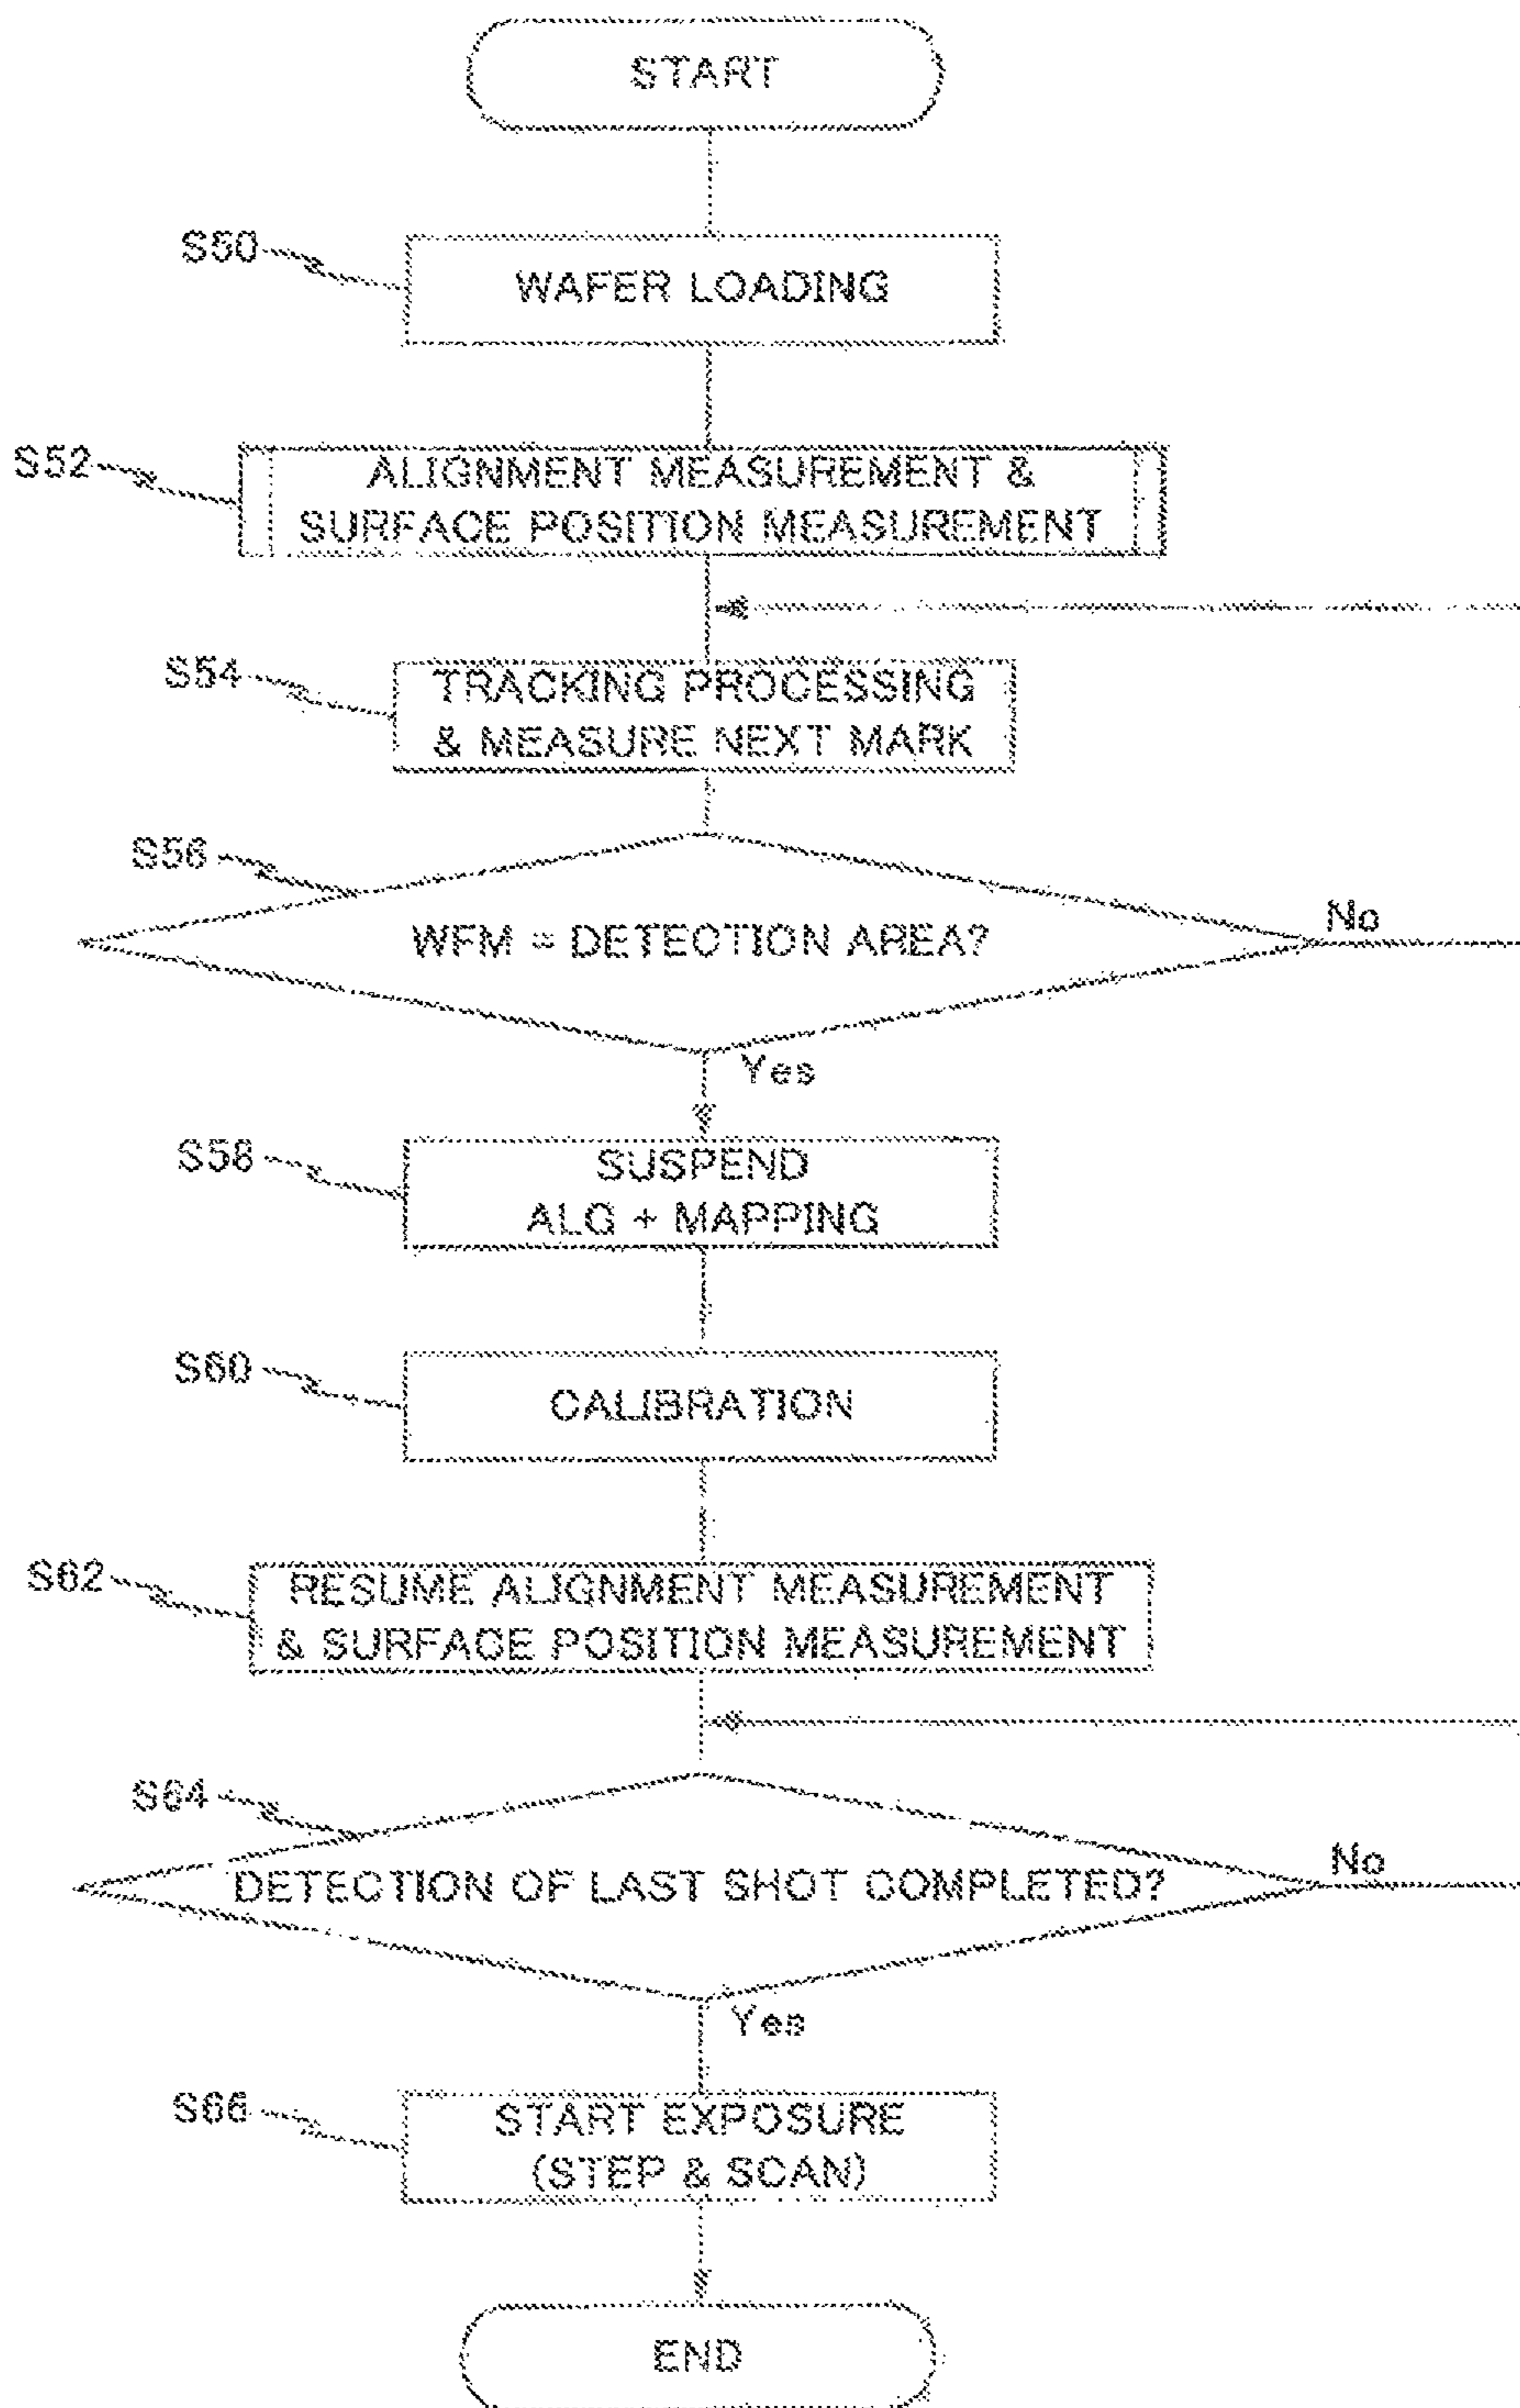 START
S50
WAFER LOADING
S52
ALIGNMENT MEASUREMENT &
SURFACE POSITION MEASUREMENT
S54
TRACKING PROCESSING
& MEASURE NEXT MARK
S56
WFM = DETECTION AREA?
No
Yes
S58
SUSPEND
ALG + MAPPING
S60
CALIBRATION
S62
RESUME ALIGNMENT MEASUREMENT
& SURFACE POSITION MEASUREMENT
S64
DETECTION OF LAST SHOT COMPLETED?
No
Yes
S66
START EXPOSURE
(STEP & SCAN)
END